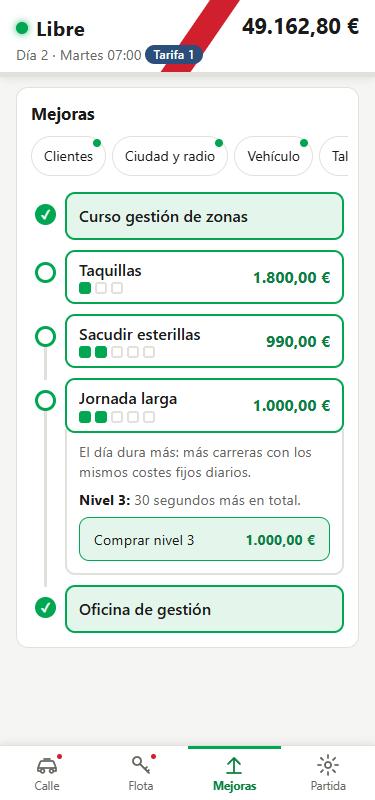 Libre
49.162,80 €
Día 2 · Martes 07:00 Tarifa 1
Mejoras
Clientes
Ciudad y radio
Vehículo
Tal
Curso gestión de zonas
Taquillas
1.800,00 €
Sacudir esterillas
990,00 €
Jornada larga
1.000,00 €
El día dura más: más carreras con los
mismos costes fijos diarios.
Nivel 3: 30 segundos más en total.
Comprar nivel 3
1.000,00 €
Oficina de gestión
Calle
Flota
Mejoras
Partida